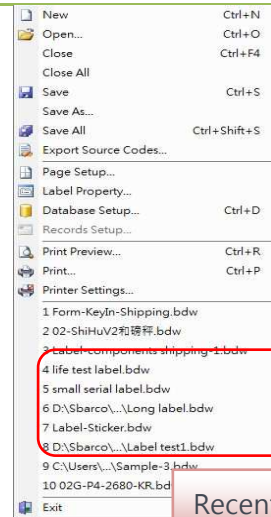 New Ctrl+N
Open... Ctrl+O
Close Ctrl+F4
Close All
Save Ctrl+S
Save As...
Save All Ctrl+Shift+S
Export Source Codes...
Page Setup...
Label Property...
Database Setup... Ctrl+D
Records Setup...
Print Preview... Ctrl+R
Print... Ctrl+P
Printer Settings...
1 Form-KeyIn-Shipping.bdw
2 02-ShiHuV2和磅秤.bdw
3 Label-components shipping-1.bdw
4 life test label.bdw
5 small serial label.bdw
6 D:\Sbarco\...\Long label.bdw
7 Label-Sticker.bdw
8 D:\Sbarco\...\Label test1.bdw
9 C:\Users\...\Sample-3.bdw
10 02G-P4-2680-KR.bd
Exit
Recent